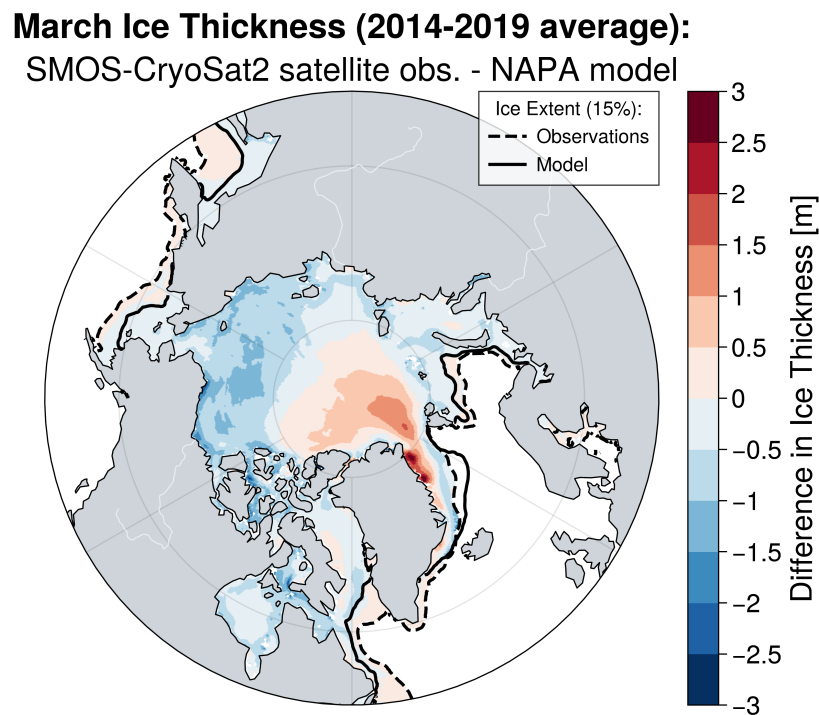 March Ice Thickness (2014-2019 average):
SMOS-CryoSat2 satellite obs. - NAPA model
Ice Extent (15%):
Observations
Model
3
2.5
2
1.5
1
0.5
0
−0.5
−1
−1.5
−2
−2.5
−3
Difference in Ice Thickness [m]